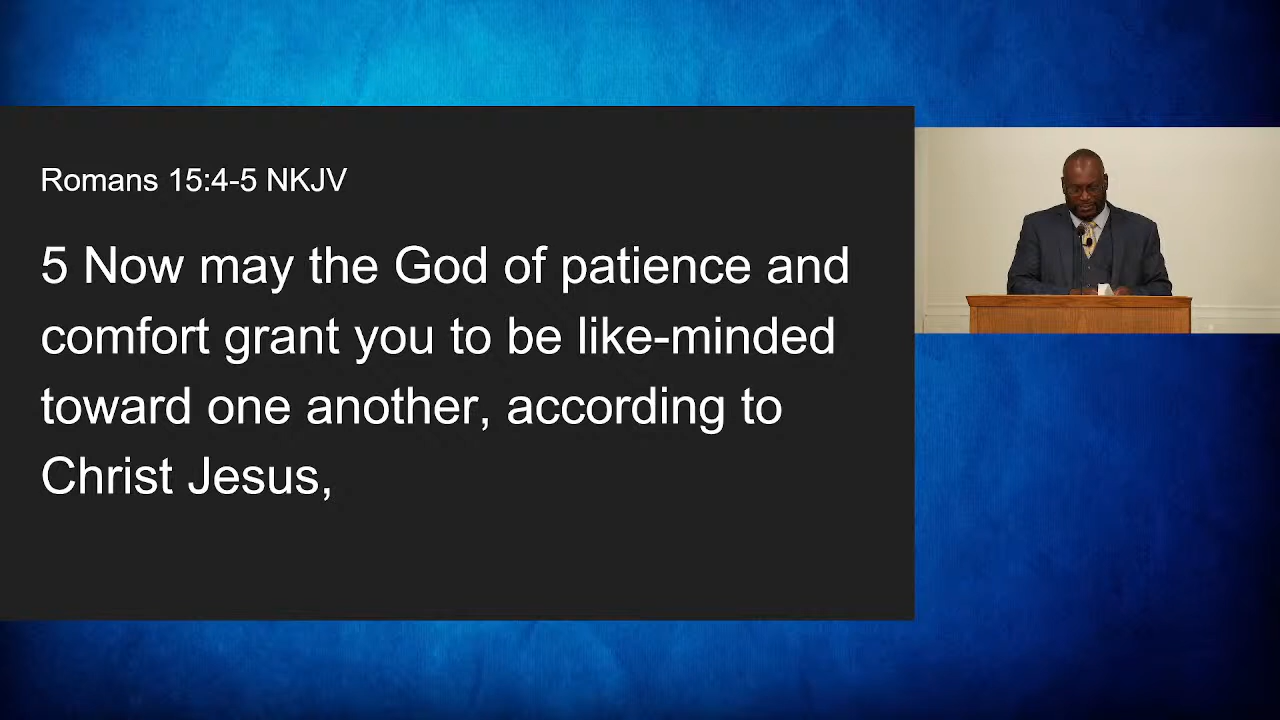 Romans 15:4-5 NKJV
5 Now may the God of patience and
comfort grant you to be like-minded
toward one another, according to
Christ Jesus,